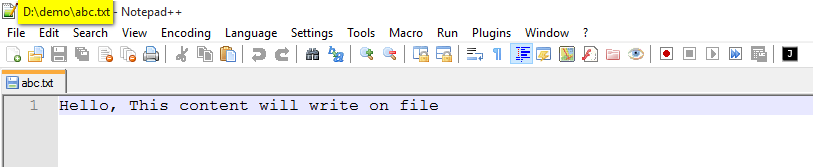 D:\demo\abc.txt - Notepad++
File Edit Search View Encoding Language Settings Tools Macro Run Plugins Window ?
abc.txt
1 Hello, This content will write on file